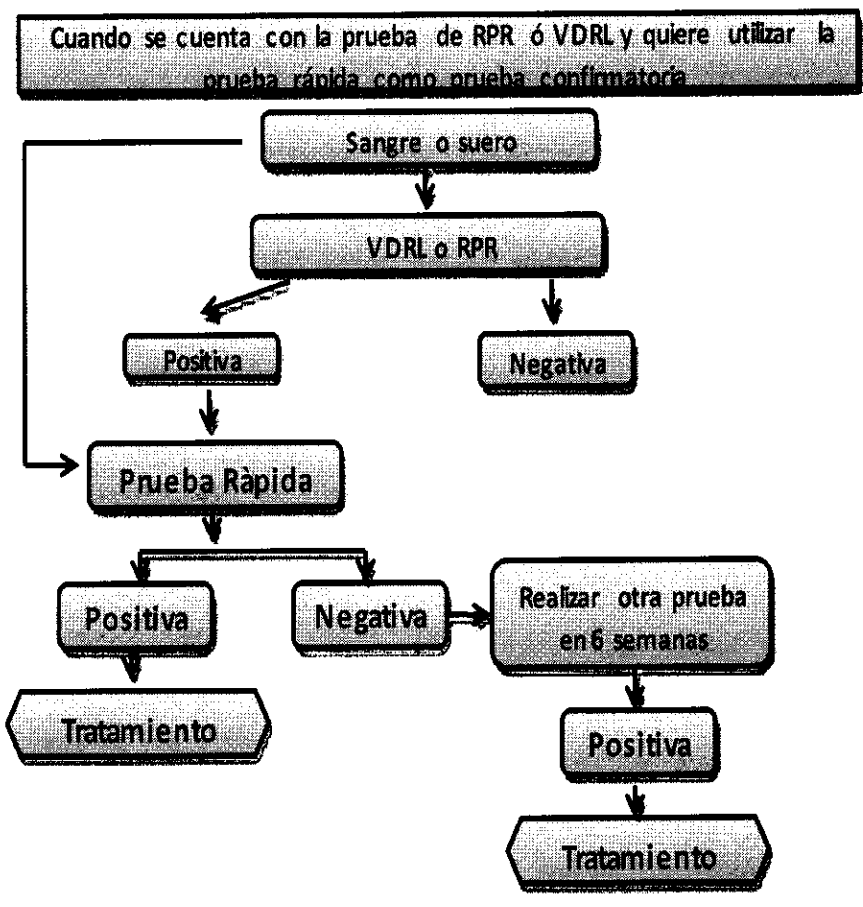 Cuando se cuenta con la prueba de RPR ó VDRL y quiere utilizar la
prueba rápida como prueba confirmatoria
Sangre o suero
VDRL o RPR
Positiva
Negativa
Prueba Ràpida
Positiva
Negativa
Realizar otra prueba
en 6 semanas
Tratamiento
Positiva
Tratamiento